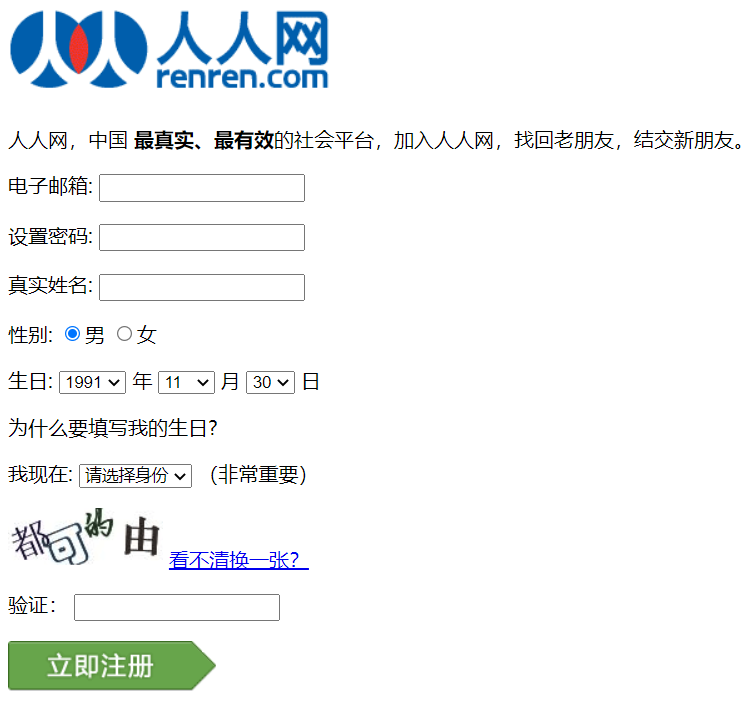 人人网
renren.com
人人网，中国 最真实、最有效的社会平台，加入人人网，找回老朋友，结交新朋友。
电子邮箱:
设置密码:
真实姓名:
性别: 男 女
生日: 1991 年 11 月 30 日
为什么要填写我的生日?
我现在: 请选择身份 （非常重要）
都可的由 看不清换一张?
验证：
立即注册